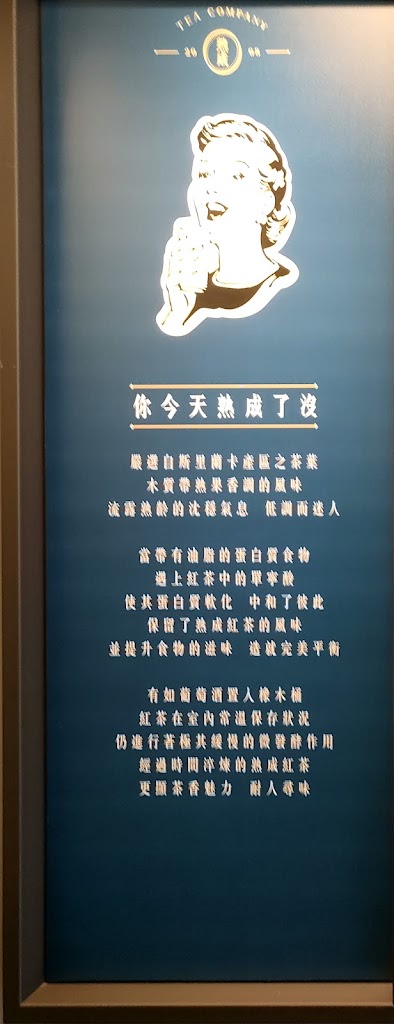 TEA COMPANY
20 熟成 08
你今天熟成了沒
嚴選自斯里蘭卡產區之茶葉
木質帶熟果香調的風味
流露熟齡的沈穩氣息 低調而迷人
當帶有油脂的蛋白質食物
遇上紅茶中的單寧酸
使其蛋白質軟化 中和了彼此
保留了熟成紅茶的風味
並提升食物的滋味 造就完美平衡
有如葡萄酒置入橡木桶
紅茶在室內常溫保存狀況
仍進行著極其緩慢的微發酵作用
經過時間淬煉的熟成紅茶
更顯茶香魅力 耐人尋味